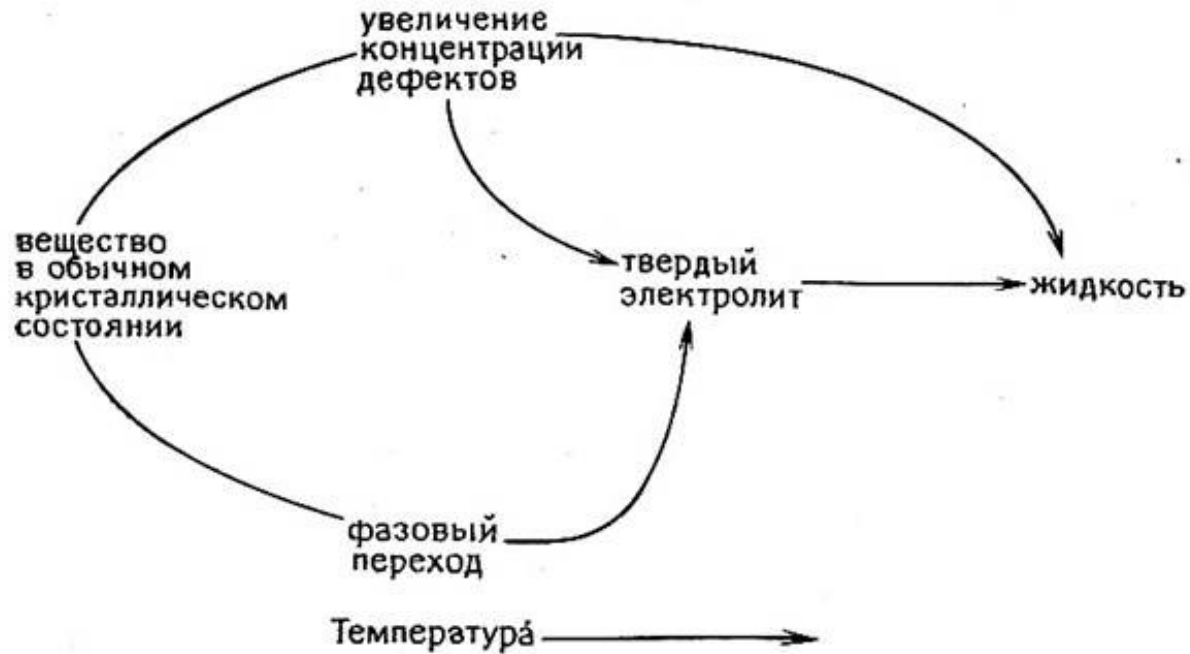 увеличение
концентрации
дефектов
вещество
в обычном
кристаллическом
состоянии
твердый
электролит
жидкость
фазовый
переход
Температура